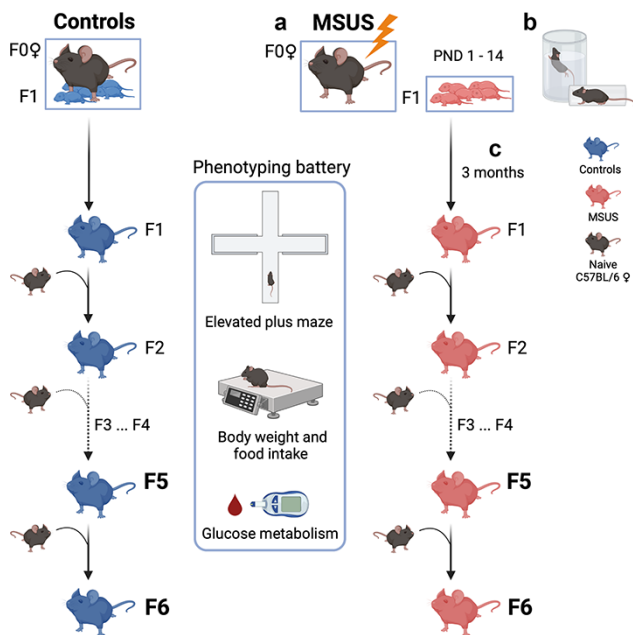 Controls
a
MSUS
b
F0♀
F1
F0♀
PND 1 - 14
F1
c
3 months
Controls
MSUS
Naive
C57BL/6 ♀
Phenotyping battery
Elevated plus maze
Body weight and
food intake
Glucose metabolism
F1
F2
F3 ... F4
F5
F6
F1
F2
F3 ... F4
F5
F6